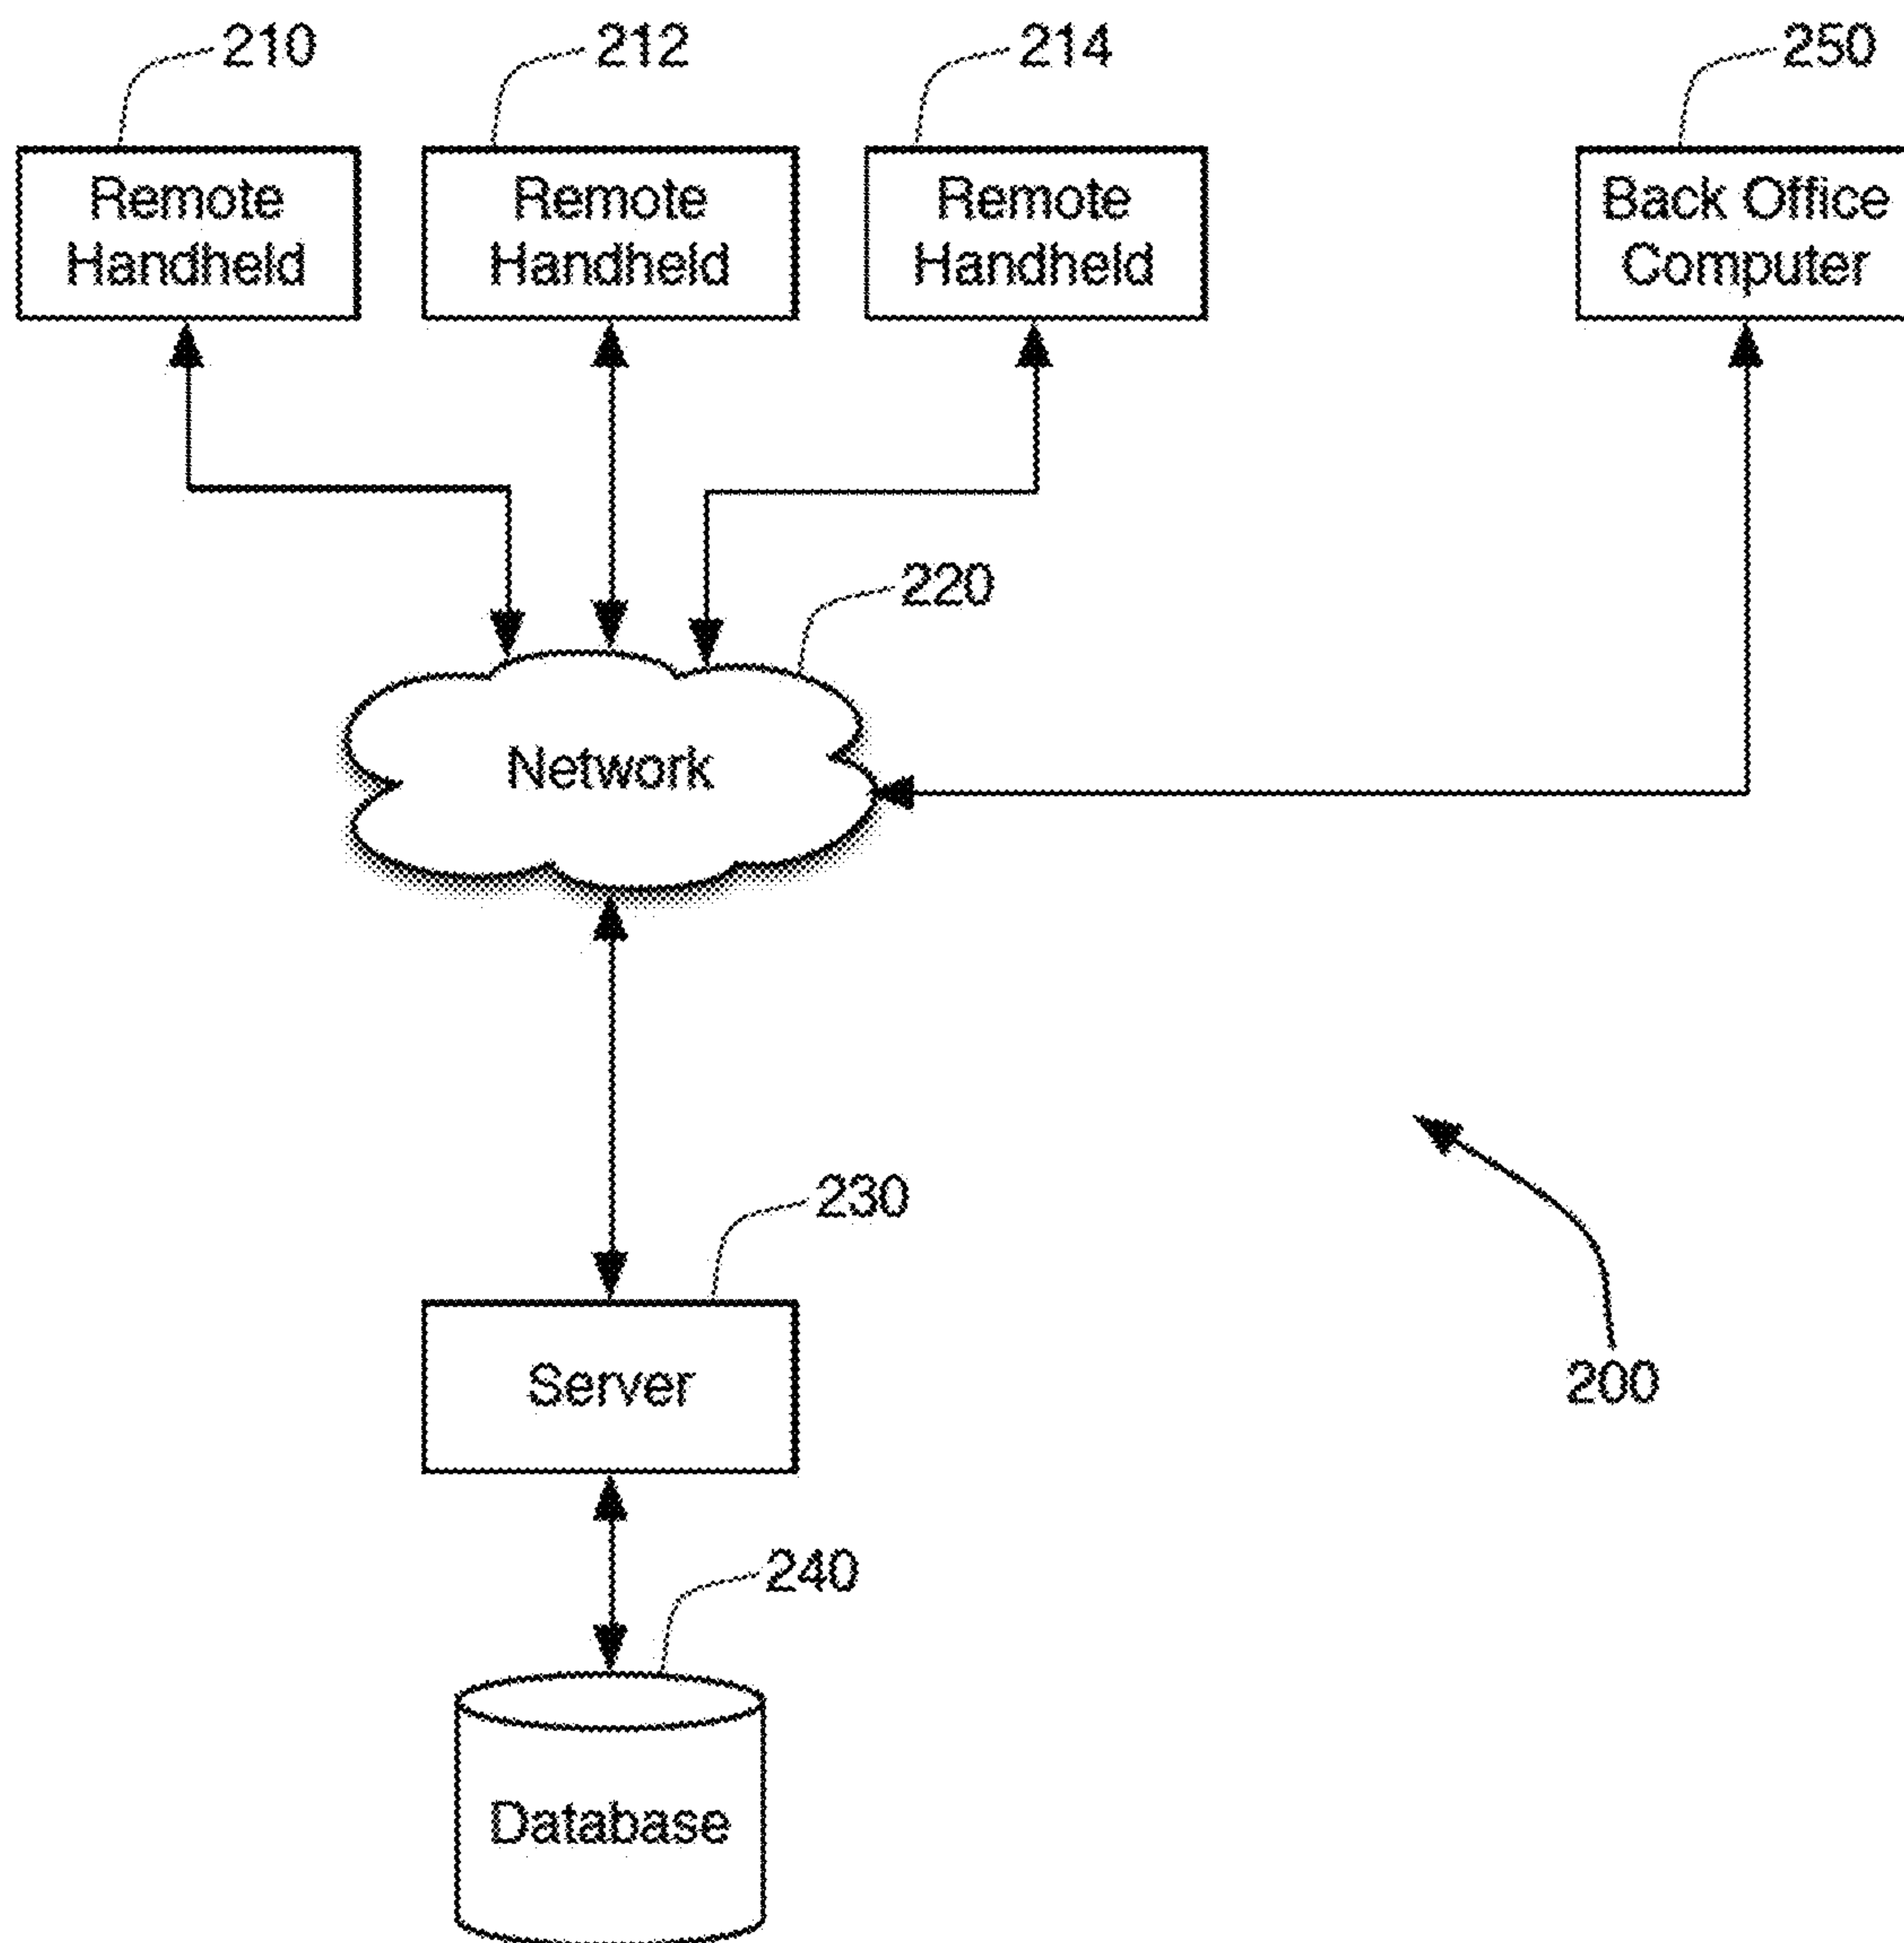 210
212
214
250
Remote
Handheld
Remote
Handheld
Remote
Handheld
Back Office
Computer
220
Network
230
Server
200
240
Database